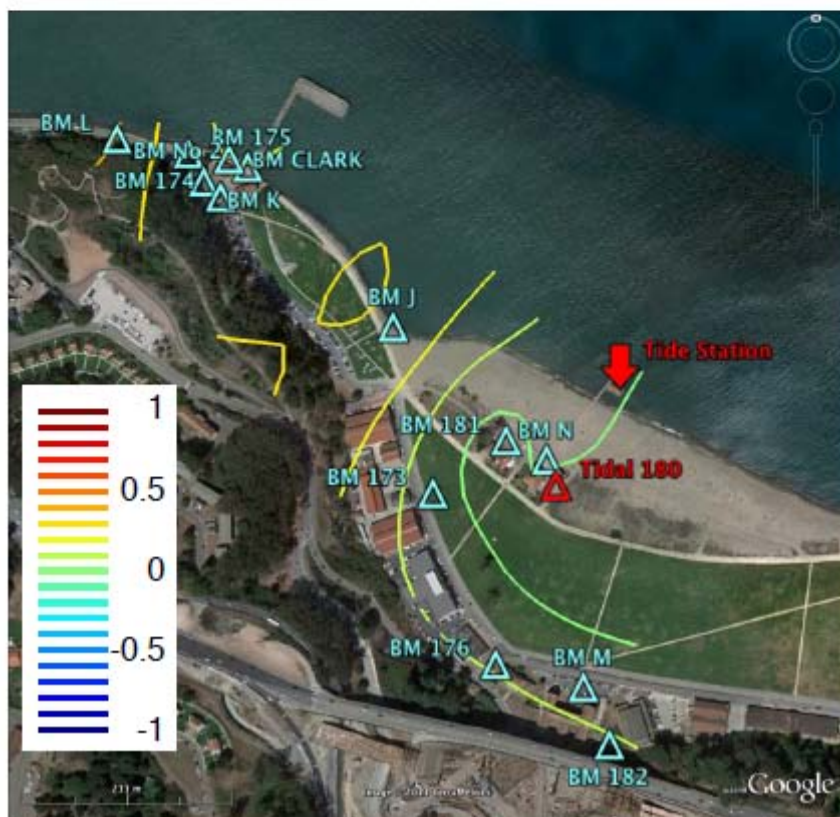 BM L
BM 175
BM No 2
BM CLARK
BM 174
BM K
BM J
Tide Station
BM 181
BM N
BM 173
Tidal 180
1
0.5
0
-0.5
-1
BM 176
BM M
BM 182
Google